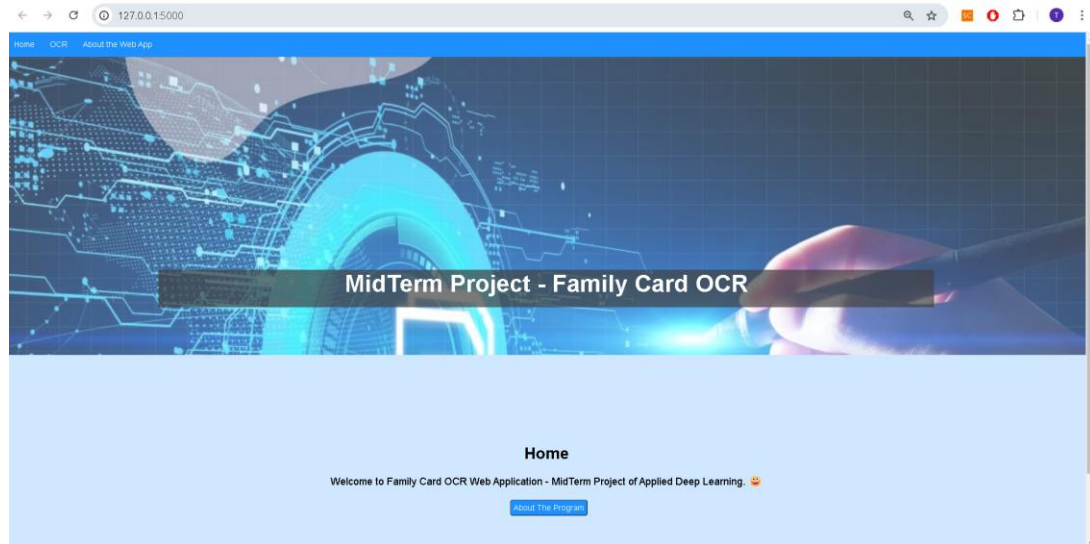 127.0.0.1:5000
SC
T
Home OCR About the Web App
MidTerm Project - Family Card OCR
Home
Welcome to Family Card OCR Web Application - MidTerm Project of Applied Deep Learning. 😀
About The Program